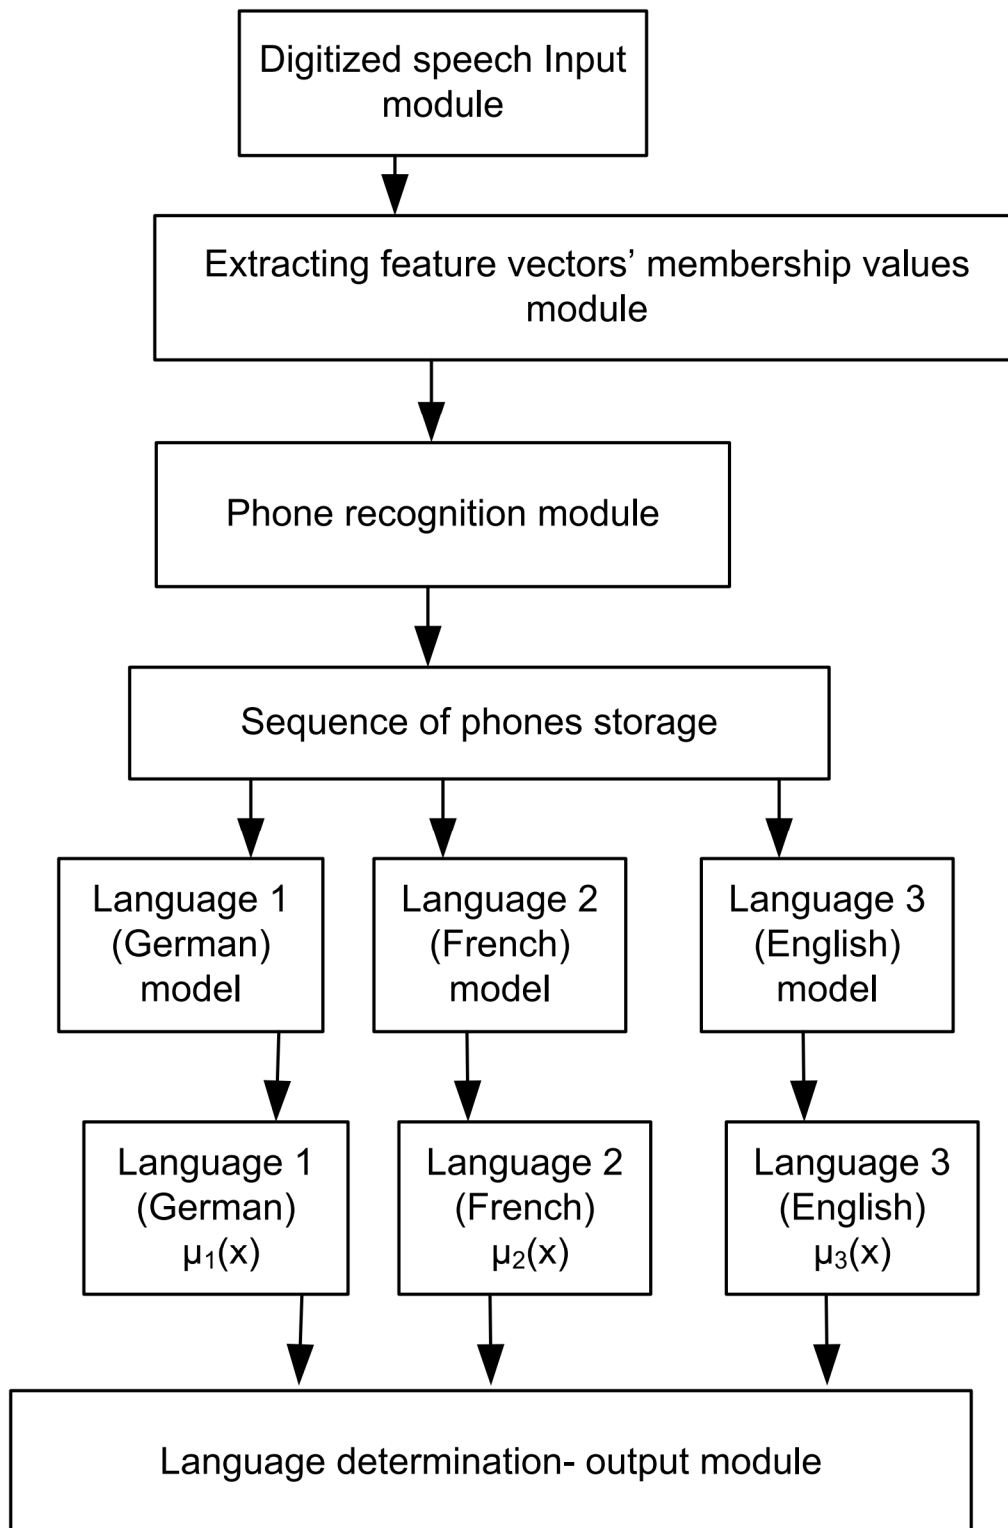 Digitized speech Input
module
Extracting feature vectors’ membership values
module
Phone recognition module
Sequence of phones storage
Language 1
(German)
model
Language 2
(French)
model
Language 3
(English)
model
Language 1
(German)
µ₁(x)
Language 2
(French)
µ₂(x)
Language 3
(English)
µ₃(x)
Language determination- output module